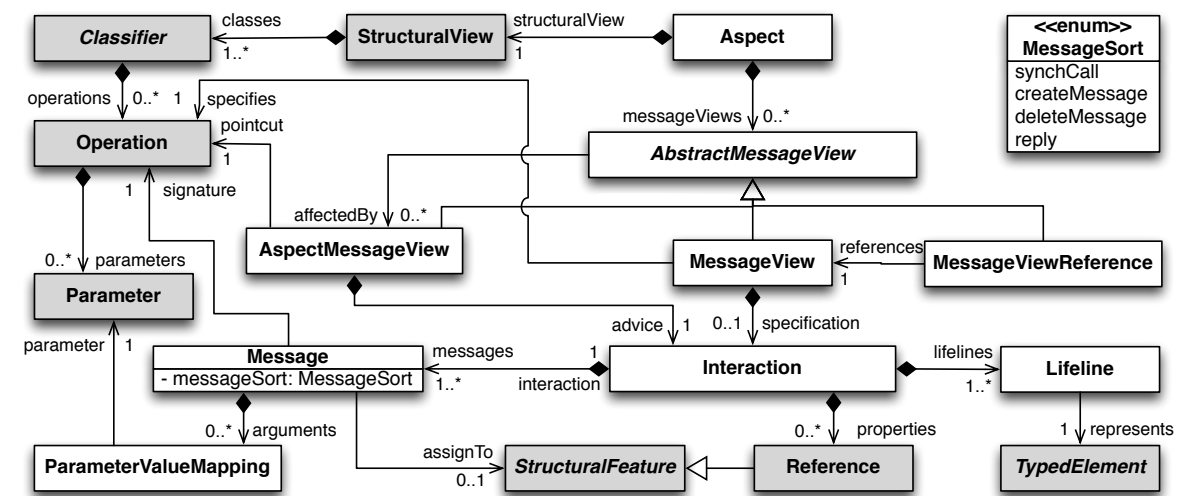 classes
structuralView
<<enum>>
Classifier
StructuralView
Aspect
MessageSort
1..*
1
synchCall
createMessage
deleteMessage
reply
operations
0..*
1
specifies
messageViews
0..*
pointcut
Operation
1
AbstractMessageView
1
signature
affectedBy
0..*
AspectMessageView
MessageView
references
1
MessageViewReference
0..*
parameters
Parameter
advice
1
0..1
specification
parameter
1
Message
- messageSort: MessageSort
messages
1..*
1
interaction
Interaction
lifelines
1..*
Lifeline
0..*
arguments
0..*
properties
1
represents
ParameterValueMapping
assignTo
0..1
StructuralFeature
Reference
TypedElement